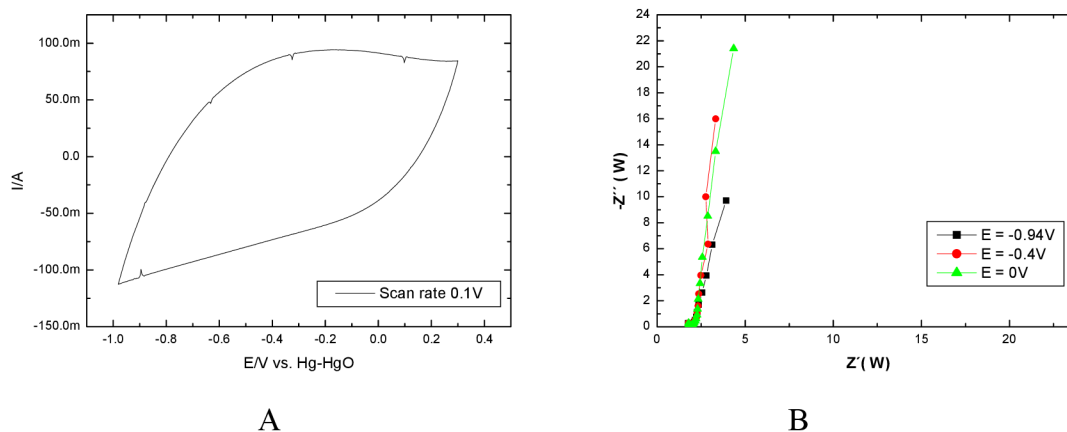 100.0m
50.0m
0.0
-50.0m
-100.0m
-150.0m
I/A
Scan rate 0.1V
-1.0 -0.8 -0.6 -0.4 -0.2 0.0 0.2 0.4
E/V vs. Hg-HgO
A
22
20
18
16
14
12
10
8
6
4
2
0
-Z´´ ( W)
E = -0.94V
E = -0.4V
E = 0V
0 5 10 15 20
Z´( W)
B